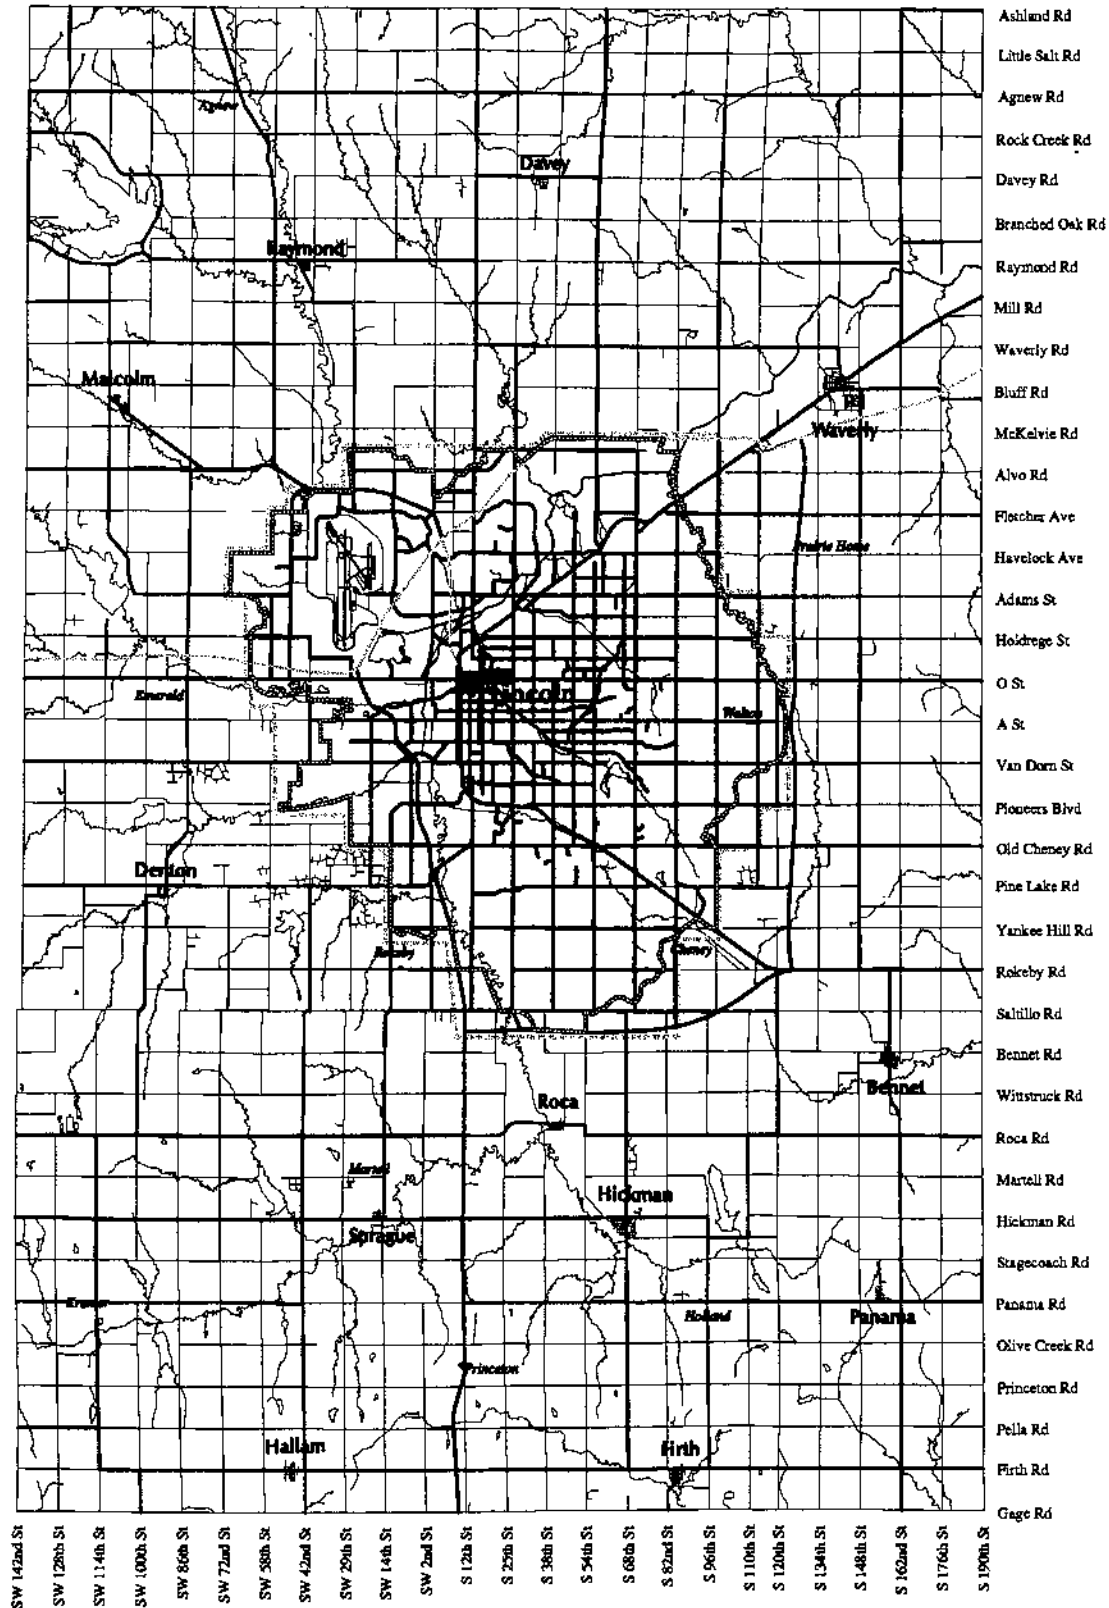 Ashland Rd
Little Salt Rd
Agnew Rd
Agnew
Rock Creek Rd
Davey
Davey Rd
Branched Oak Rd
Raymond
Raymond Rd
Mill Rd
Waverly Rd
Malcolm
Bluff Rd
Waverly
McKelvie Rd
Alvo Rd
Fletcher Ave
Prairie Home
Havelock Ave
Adams St
Holdrege St
O St
Emerald
Lincoln
Walton
A St
Van Dorn St
Pioneers Blvd
Old Cheney Rd
Denton
Pine Lake Rd
Yankee Hill Rd
Rokeby
Cheney
Rokeby Rd
Saltillo Rd
Bennet Rd
Bennet
Wittstruck Rd
Roca
Roca Rd
Martell
Martell Rd
Hickman
Hickman Rd
Sprague
Stagecoach Rd
Kramer
Panama Rd
Holland
Panama
Olive Creek Rd
Princeton
Princeton Rd
Pella Rd
Hallam
Firth
Firth Rd
Gage Rd
SW 142nd St
SW 128th St
SW 114th St
SW 100th St
SW 86th St
SW 72nd St
SW 58th St
SW 42nd St
SW 29th St
SW 14th St
SW 2nd St
S 12th St
S 25th St
S 38th St
S 54th St
S 68th St
S 82nd St
S 96th St
S 110th St
S 120th St
S 134th St
S 148th St
S 162nd St
S 176th St
S 190th St